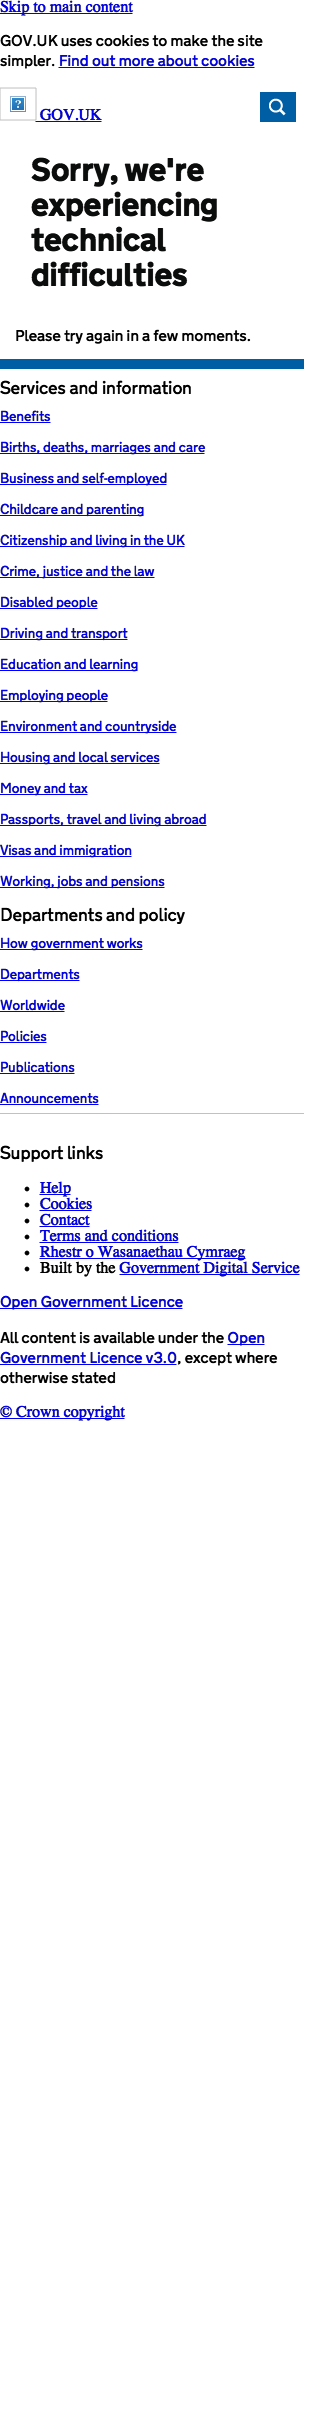 Skip to main content
GOV.UK uses cookies to make the site
simpler. Find out more about cookies
GOV.UK
Sorry, we're
experiencing
technical
difficulties
Please try again in a few moments.
Services and information
Benefits
Births, deaths, marriages and care
Business and self-employed
Childcare and parenting
Citizenship and living in the UK
Crime, justice and the law
Disabled people
Driving and transport
Education and learning
Employing people
Environment and countryside
Housing and local services
Money and tax
Passports, travel and living abroad
Visas and immigration
Working, jobs and pensions
Departments and policy
How government works
Departments
Worldwide
Policies
Publications
Announcements
Support links
• Help
• Cookies
• Contact
• Terms and conditions
• Rhestr o Wasanaethau Cymraeg
• Built by the Government Digital Service
Open Government Licence
All content is available under the Open
Government Licence v3.0, except where
otherwise stated
© Crown copyright